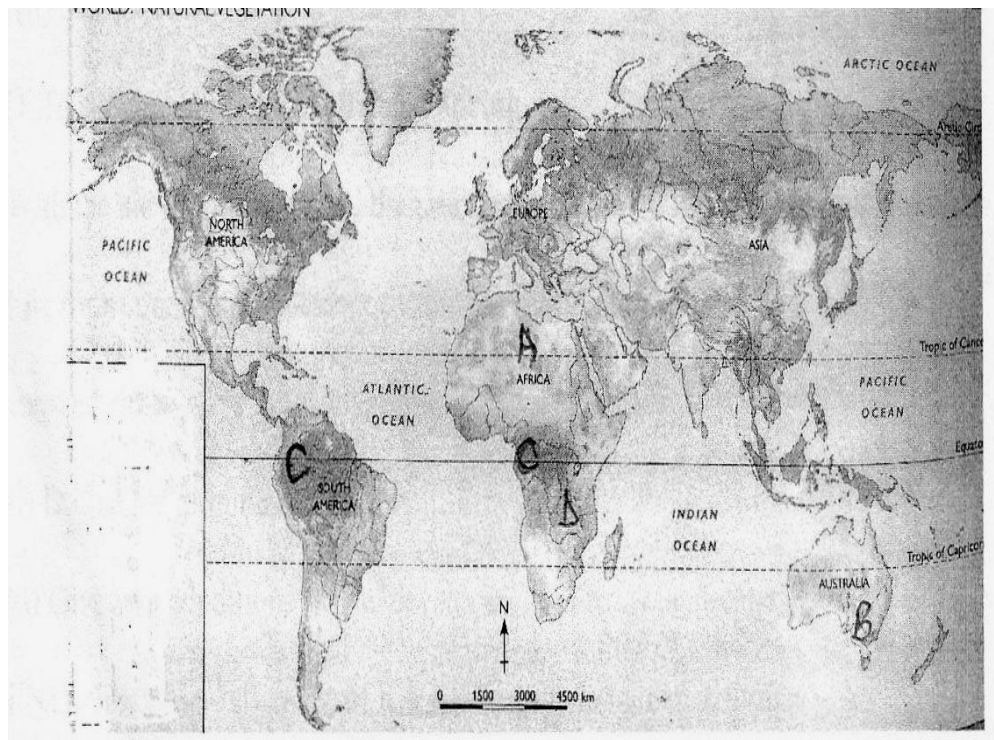 WORLD: NATURAL VEGETATION
ARCTIC OCEAN
Arctic Circ
NORTH
AMERICA
EUROPE
ASIA
PACIFIC
OCEAN
A
Tropic of Cance
AFRICA
ATLANTIC
OCEAN
PACIFIC
OCEAN
Equato
C
C
SOUTH
AMERICA
D
INDIAN
OCEAN
Tropic of Capricorn
AUSTRALIA
B
N
0 1500 3000 4500 km